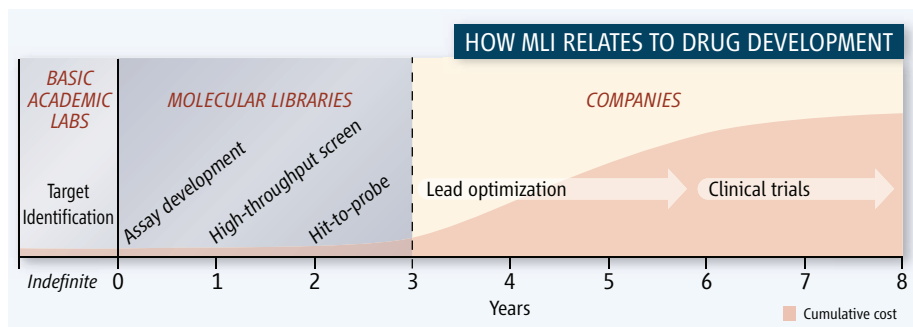 HOW MLI RELATES TO DRUG DEVELOPMENT
BASIC
ACADEMIC
LABS
MOLECULAR LIBRARIES
COMPANIES
Target
Identification
Assay development
High-throughput screen
Hit-to-probe
Lead optimization
Clinical trials
Indefinite 0 1 2 3 4 5 6 7 8
Years
Cumulative cost